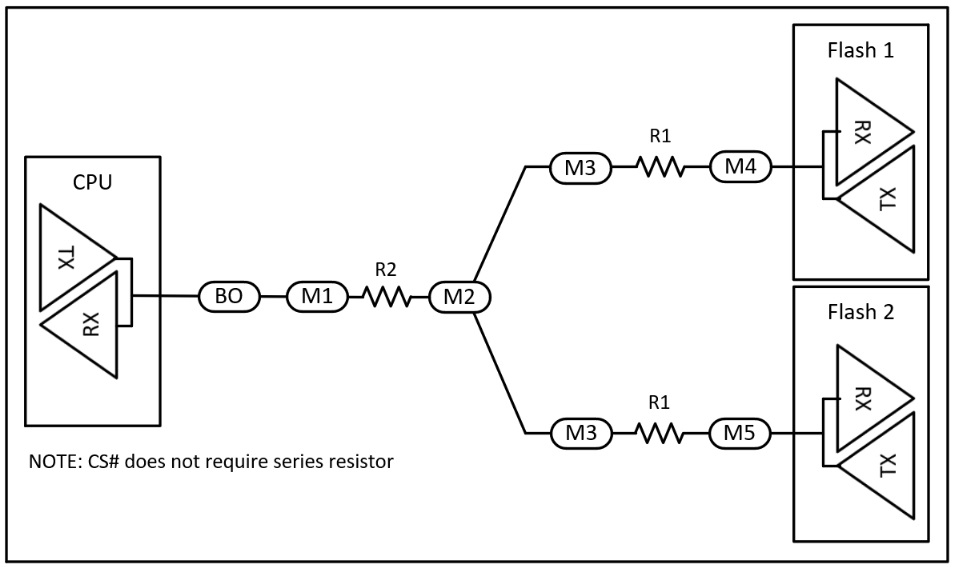 CPU
TX
RX
BO
M1
R2
M2
M3
R1
M4
Flash 1
RX
TX
M3
R1
M5
Flash 2
RX
TX
NOTE: CS# does not require series resistor